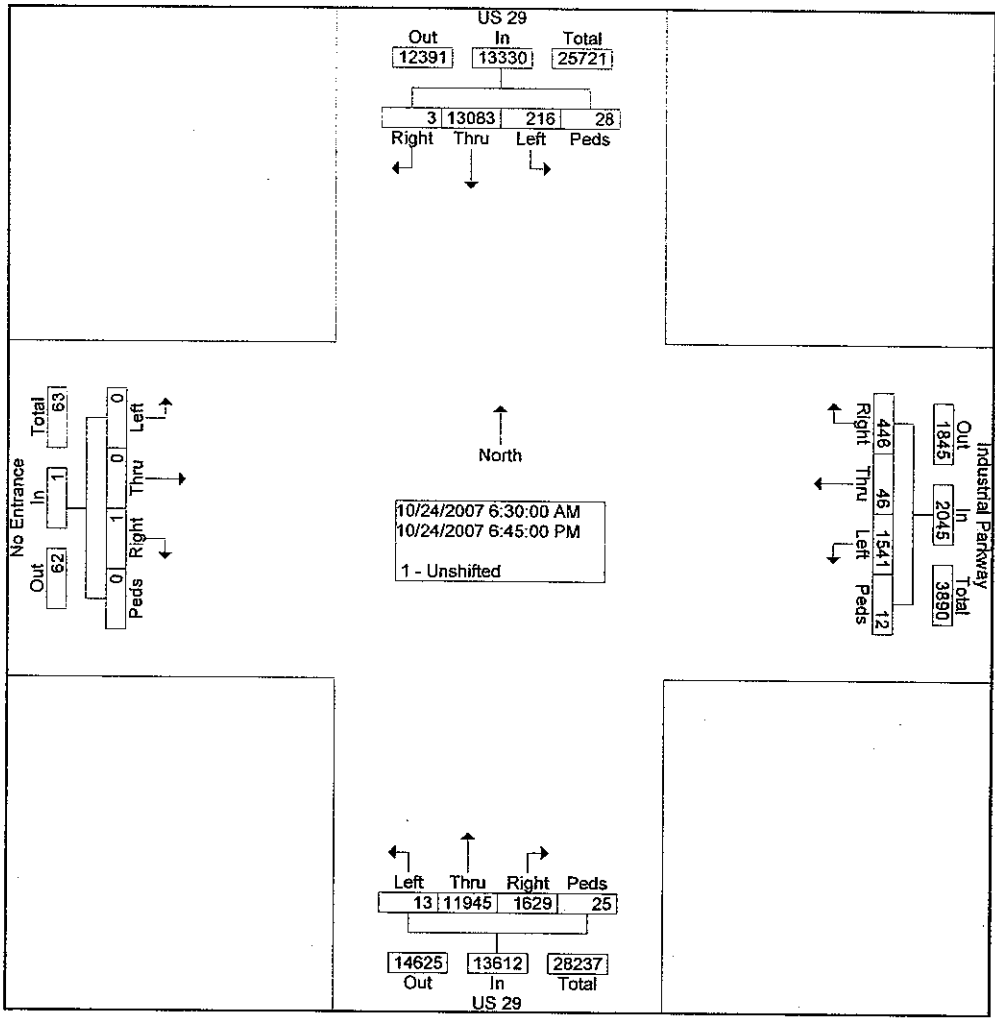 US 29
Out In Total
12391 13330 25721
3 13083 216 28
Right Thru Left Peds
No Entrance
Total In Out
63 1 62
0 0 1 0
Left Thru Right Peds
North
10/24/2007 6:30:00 AM
10/24/2007 6:45:00 PM
1 - Unshifted
Industrial Parkway
Out In Total
1845 2045 3890
446 46 1541 12
Right Thru Left Peds
Left Thru Right Peds
13 11945 1629 25
14625 13612 28237
Out In Total
US 29